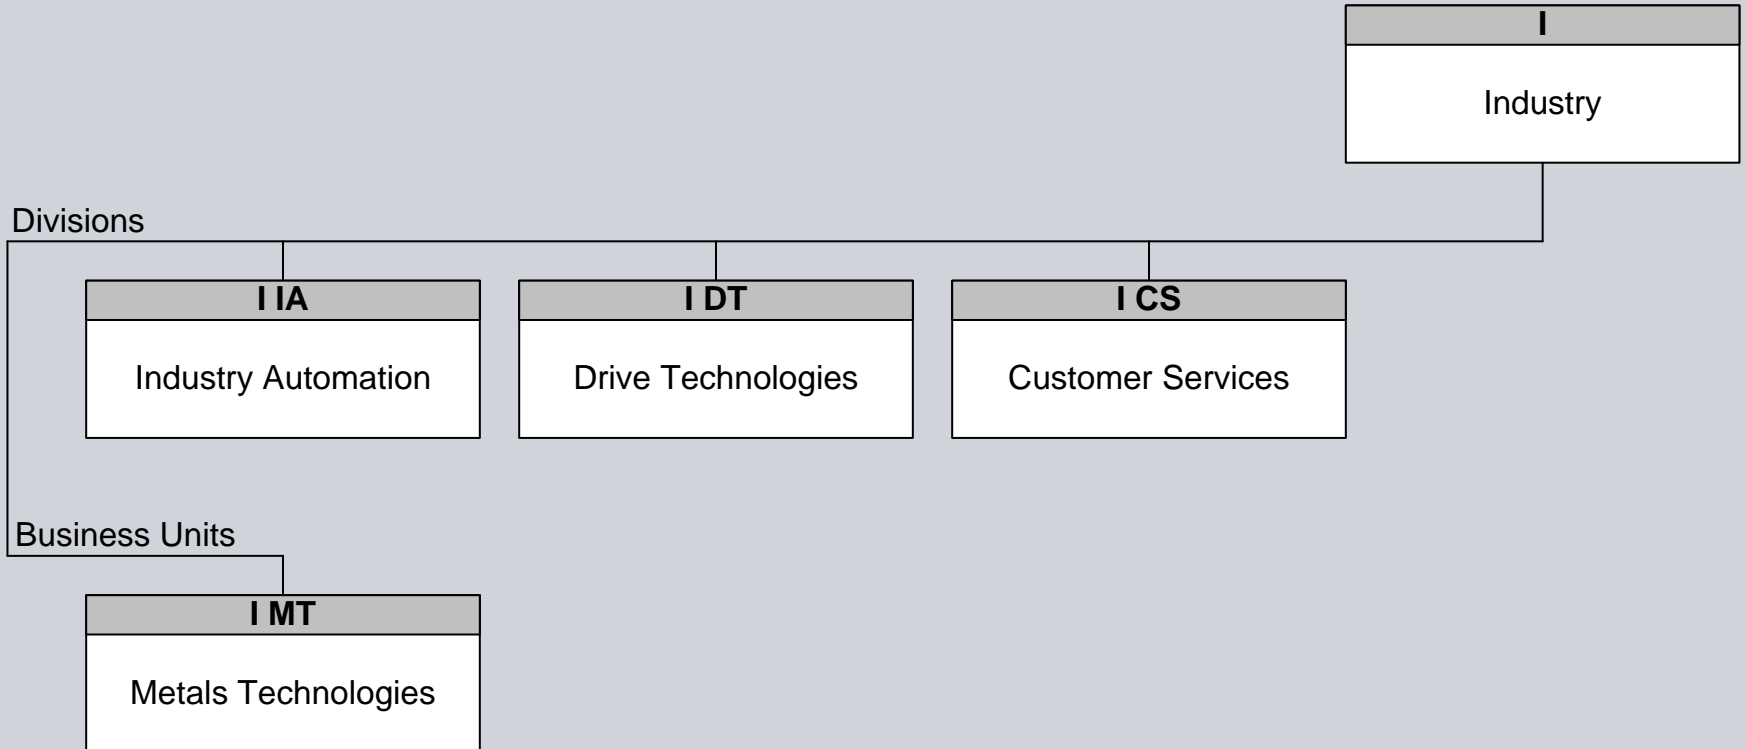 I
Industry
Divisions
I IA
I DT
I CS
Industry Automation
Drive Technologies
Customer Services
Business Units
I MT
Metals Technologies